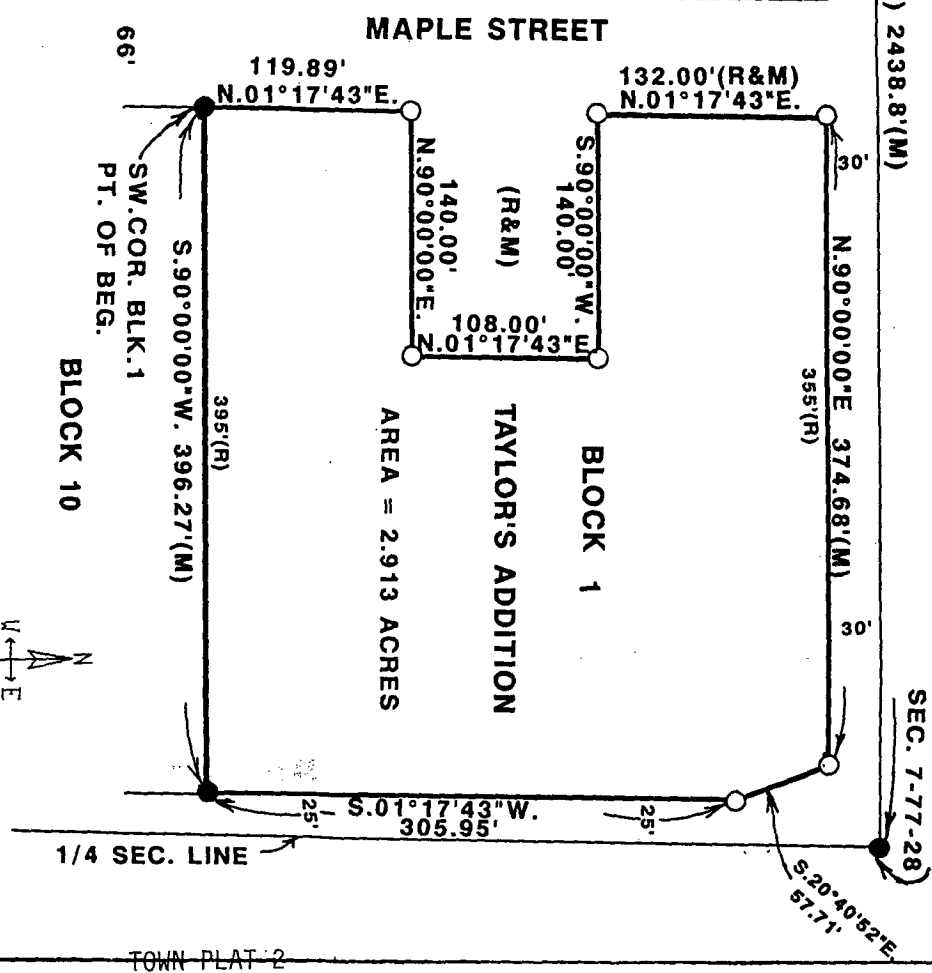 ) 2438.8'(M)
MAPLE STREET
66'
119.89'
N.01°17'43"E.
132.00'(R&M)
N.01°17'43"E.
30'
SW.COR. BLK.1
PT. OF BEG.
N.90°00'00"E.
140.00'
(R&M)
S.90°00'00"W.
140.00'
108.00'
N.01°17'43"E
N.90°00'00"E 374.68'(M)
355'(R)
S.90°00'00"W. 396.27'(M)
395'(R)
BLOCK 10
BLOCK 1
TAYLOR'S ADDITION
AREA = 2.913 ACRES
30'
W E
N
SEC. 7-77-28
25'
S.01°17'43"W.
305.95'
25'
1/4 SEC. LINE
S.20°40'52"E.
57.71'
TOWN PLAT 2